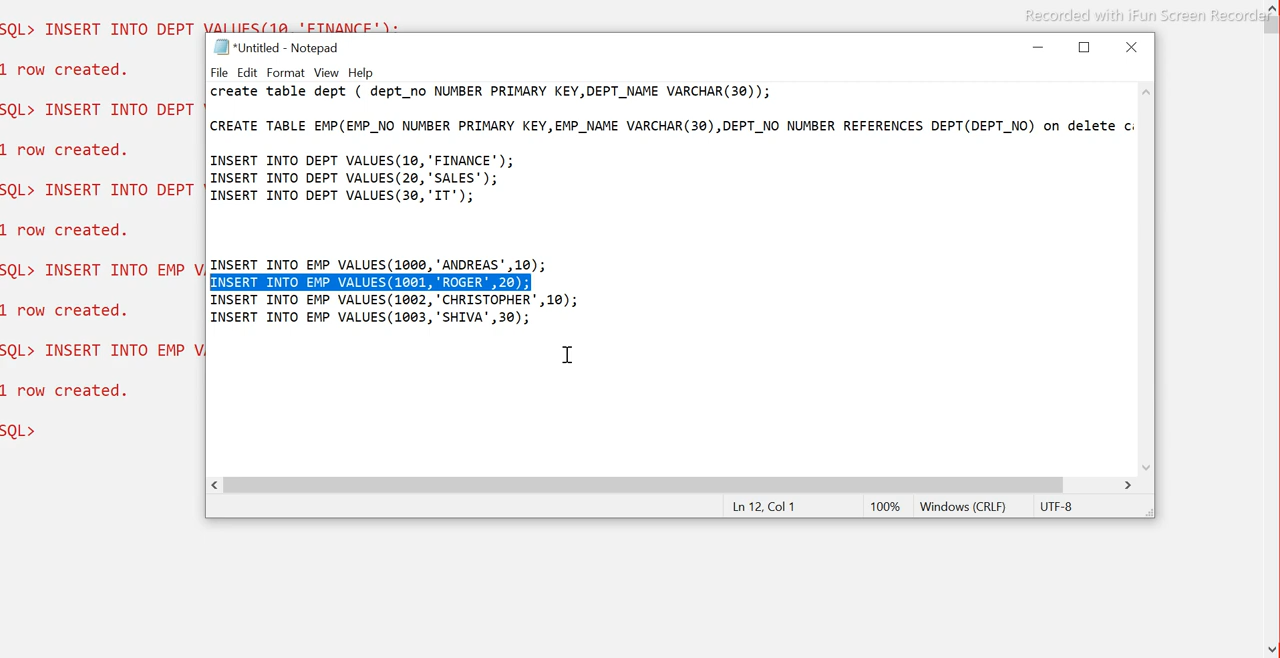 Recorded with iFun Screen Recorder
SQL> INSERT INTO DEPT VALUES(10,'FINANCE');
1 row created.
SQL> INSERT INTO DEPT
1 row created.
SQL> INSERT INTO DEPT
1 row created.
SQL> INSERT INTO EMP
1 row created.
SQL> INSERT INTO EMP
1 row created.
SQL>
*Untitled - Notepad
File Edit Format View Help
create table dept ( dept_no NUMBER PRIMARY KEY,DEPT_NAME VARCHAR(30));
CREATE TABLE EMP(EMP_NO NUMBER PRIMARY KEY,EMP_NAME VARCHAR(30),DEPT_NO NUMBER REFERENCES DEPT(DEPT_NO) on delete ca
INSERT INTO DEPT VALUES(10,'FINANCE');
INSERT INTO DEPT VALUES(20,'SALES');
INSERT INTO DEPT VALUES(30,'IT');
INSERT INTO EMP VALUES(1000,'ANDREAS',10);
INSERT INTO EMP VALUES(1001,'ROGER',20);
INSERT INTO EMP VALUES(1002,'CHRISTOPHER',10);
INSERT INTO EMP VALUES(1003,'SHIVA',30);
Ln 12, Col 1 100% Windows (CRLF) UTF-8